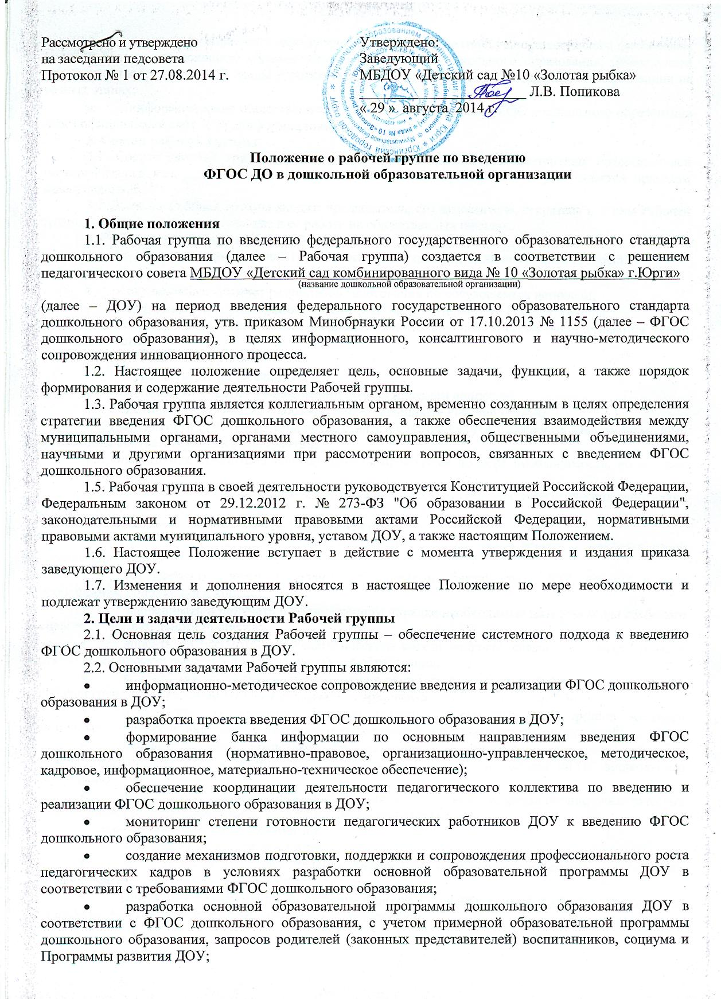 Рассмотрено и утверждено
на заседании педсовета
Протокол № 1 от 27.08.2014 г.
Утверждено:
Заведующий
МБДОУ «Детский сад №10 «Золотая рыбка»
Л.В. Попикова
« 29 » августа 2014 г.
Положение о рабочей группе по введению
ФГОС ДО в дошкольной образовательной организации
1. Общие положения
1.1. Рабочая группа по введению федерального государственного образовательного стандарта
дошкольного образования (далее – Рабочая группа) создается в соответствии с решением
педагогического совета МБДОУ «Детский сад комбинированного вида № 10 «Золотая рыбка» г.Юрги»
(название дошкольной образовательной организации)
(далее – ДОУ) на период введения федерального государственного образовательного стандарта
дошкольного образования, утв. приказом Минобрнауки России от 17.10.2013 № 1155 (далее – ФГОС
дошкольного образования), в целях информационного, консалтингового и научно-методического
сопровождения инновационного процесса.
1.2. Настоящее положение определяет цель, основные задачи, функции, а также порядок
формирования и содержание деятельности Рабочей группы.
1.3. Рабочая группа является коллегиальным органом, временно созданным в целях определения
стратегии введения ФГОС дошкольного образования, а также обеспечения взаимодействия между
муниципальными органами, органами местного самоуправления, общественными объединениями,
научными и другими организациями при рассмотрении вопросов, связанных с введением ФГОС
дошкольного образования.
1.5. Рабочая группа в своей деятельности руководствуется Конституцией Российской Федерации,
Федеральным законом от 29.12.2012 г. № 273-ФЗ "Об образовании в Российской Федерации",
законодательными и нормативными правовыми актами Российской Федерации, нормативными
правовыми актами муниципального уровня, уставом ДОУ, а также настоящим Положением.
1.6. Настоящее Положение вступает в действие с момента утверждения и издания приказа
заведующего ДОУ.
1.7. Изменения и дополнения вносятся в настоящее Положение по мере необходимости и
подлежат утверждению заведующим ДОУ.
2. Цели и задачи деятельности Рабочей группы
2.1. Основная цель создания Рабочей группы – обеспечение системного подхода к введению
ФГОС дошкольного образования в ДОУ.
2.2. Основными задачами Рабочей группы являются:
• информационно-методическое сопровождение введения и реализации ФГОС дошкольного
образования в ДОУ;
• разработка проекта введения ФГОС дошкольного образования в ДОУ;
• формирование банка информации по основным направлениям введения ФГОС
дошкольного образования (нормативно-правовое, организационно-управленческое, методическое,
кадровое, информационное, материально-техническое обеспечение);
• обеспечение координации деятельности педагогического коллектива по введению и
реализации ФГОС дошкольного образования в ДОУ;
• мониторинг степени готовности педагогических работников ДОУ к введению ФГОС
дошкольного образования;
• создание механизмов подготовки, поддержки и сопровождения профессионального роста
педагогических кадров в условиях разработки основной образовательной программы ДОУ в
соответствии с требованиями ФГОС дошкольного образования;
• разработка основной образовательной программы дошкольного образования ДОУ в
соответствии с ФГОС дошкольного образования, с учетом примерной образовательной программы
дошкольного образования, запросов родителей (законных представителей) воспитанников, социума и
Программы развития ДОУ;